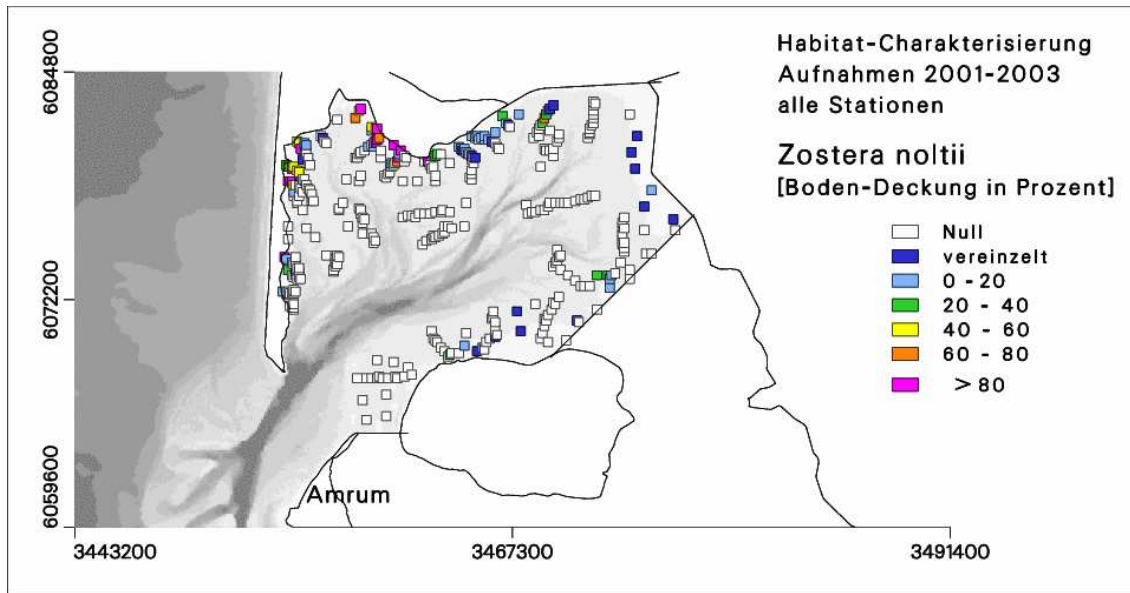 Habitat-Charakterisierung
Aufnahmen 2001-2003
alle Stationen
Zostera noltii
[Boden-Deckung in Prozent]
Null
vereinzelt
0 - 20
20 - 40
40 - 60
60 - 80
> 80
6084800
6072200
6059600
Amrum
3443200
3467300
3491400